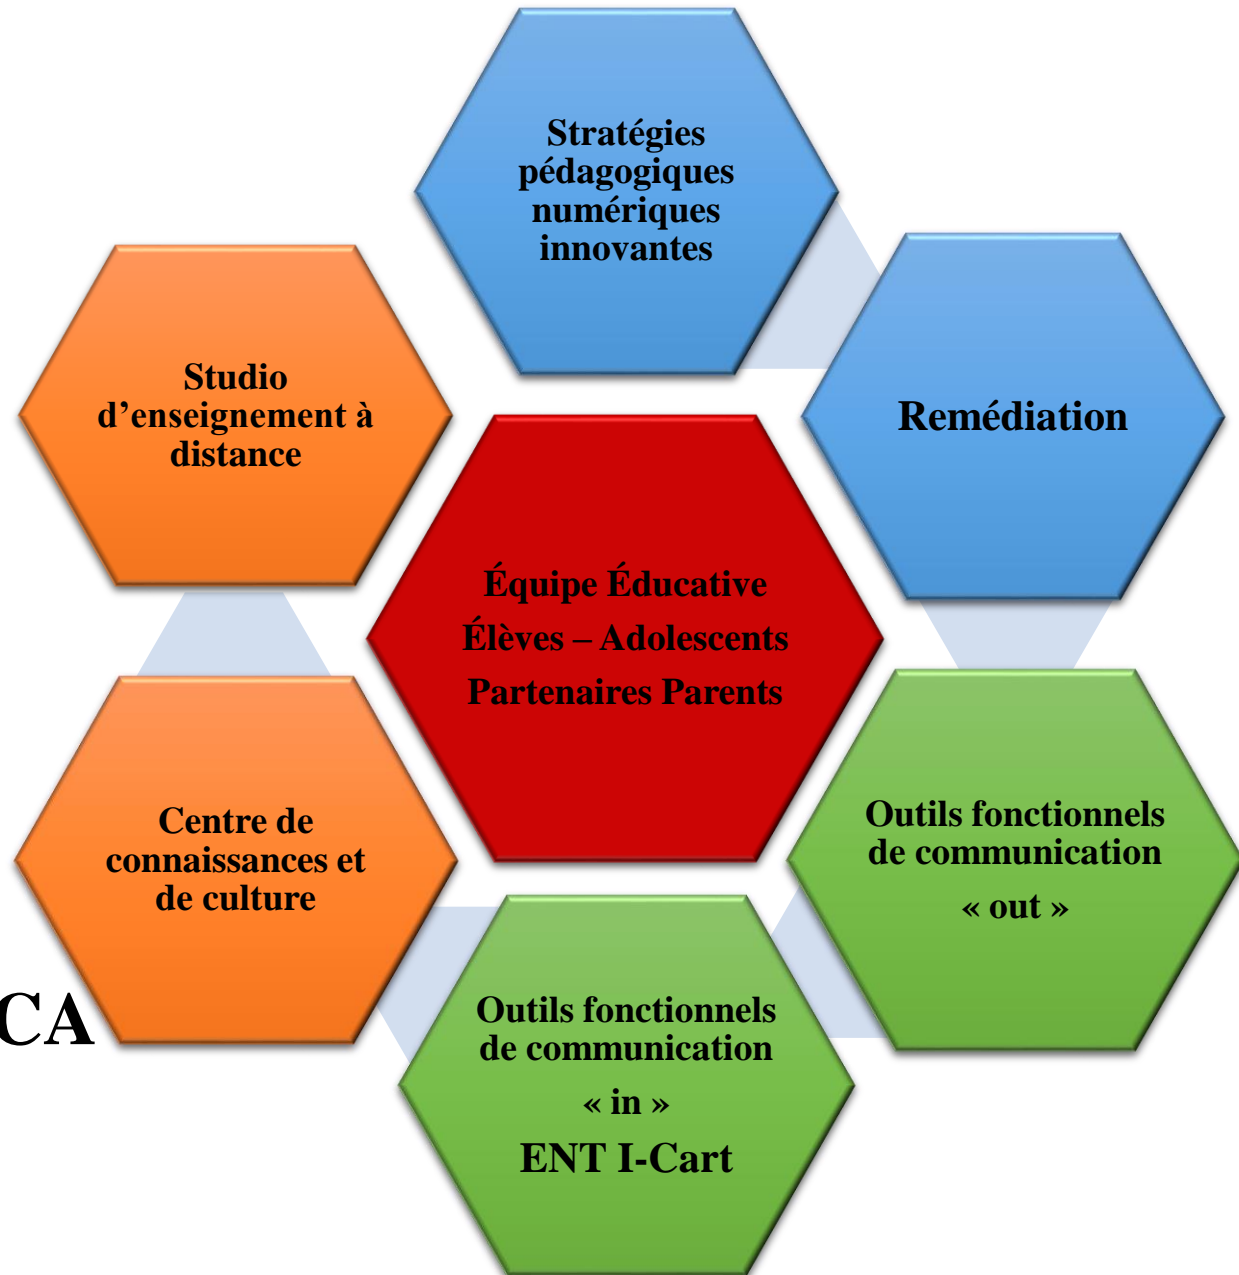 Stratégies
pédagogiques
numériques
innovantes
Studio
d’enseignement à
distance
Remédiation
Équipe Éducative
Élèves – Adolescents
Partenaires Parents
Centre de
connaissances et
de culture
Outils fonctionnels
de communication
« out »
CA
Outils fonctionnels
de communication
« in »
ENT I-Cart